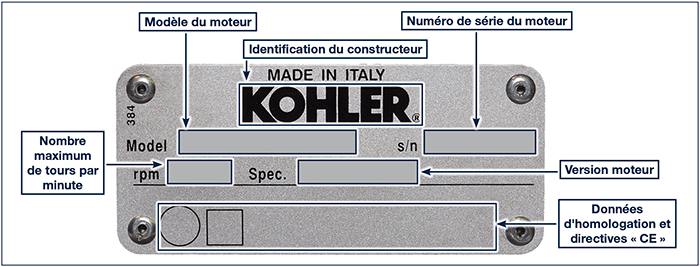 Modèle du moteur
Numéro de série du moteur
Identification du constructeur
MADE IN ITALY
KOHLER®
384
Model
s/n
Nombre
maximum
de tours par
minute
rpm
Spec.
Version moteur
Données
d'homologation et
directives « CE »